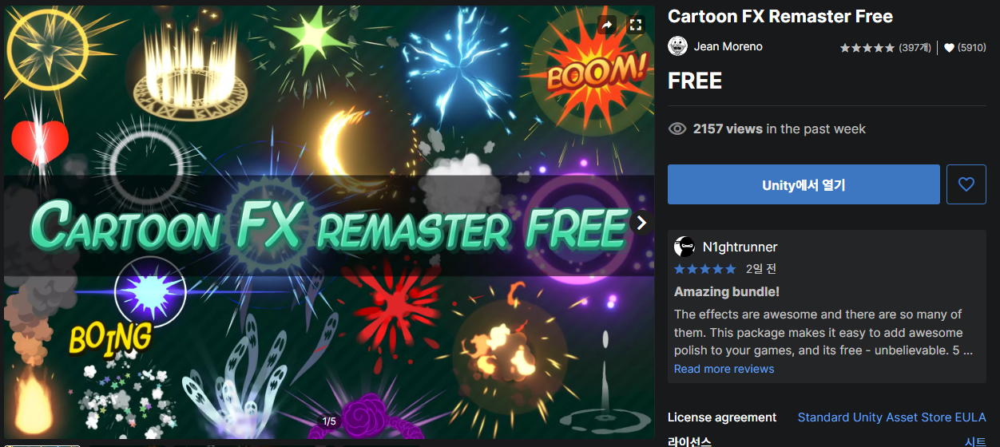 BOOM!
CARTOON FX REMASTER FREE
BOING
1/5
Cartoon FX Remaster Free
Jean Moreno
(397개)
(5910)
FREE
2157 views in the past week
Unity에서 열기
N1ghtrunner
2일 전
Amazing bundle!
The effects are awesome and there are so many of
them. This package makes it easy to add awesome
polish to your games, and its free - unbelievable. 5 ...
Read more reviews
License agreement
Standard Unity Asset Store EULA
라이선스
시트